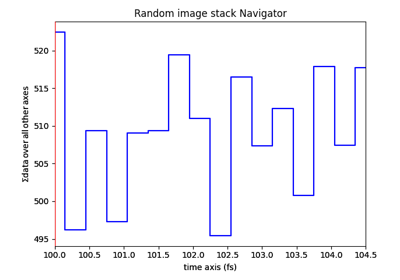 Random image stack Navigator
520
515
510
505
500
495
Σdata over all other axes
100.0 100.5 101.0 101.5 102.0 102.5 103.0 103.5 104.0 104.5
time axis (fs)